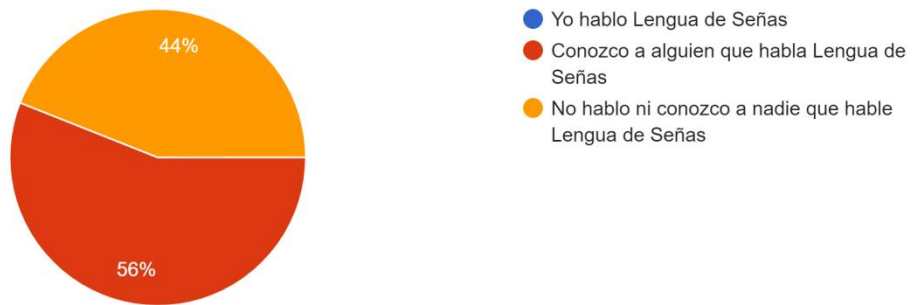 44%
56%
Yo hablo Lengua de Señas
Conozco a alguien que habla Lengua de
Señas
No hablo ni conozco a nadie que hable
Lengua de Señas